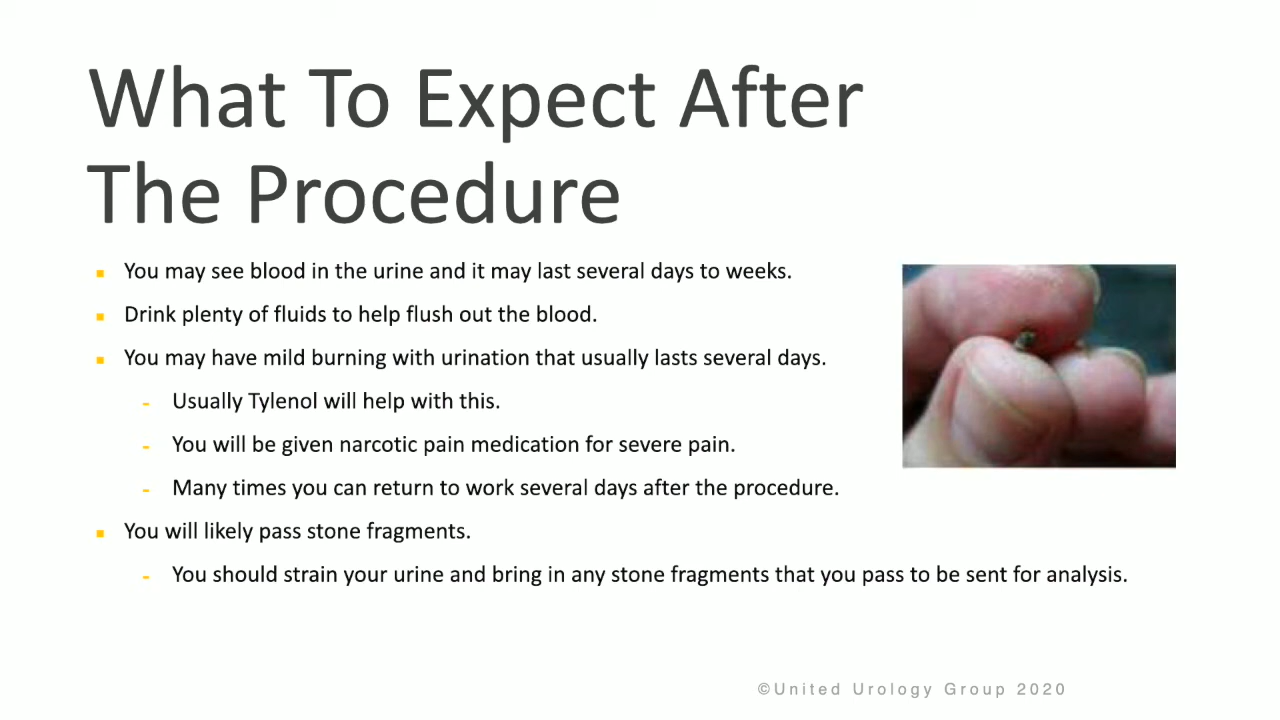 What To Expect After
The Procedure
You may see blood in the urine and it may last several days to weeks.
Drink plenty of fluids to help flush out the blood.
You may have mild burning with urination that usually lasts several days.
- Usually Tylenol will help with this.
- You will be given narcotic pain medication for severe pain.
- Many times you can return to work several days after the procedure.
You will likely pass stone fragments.
- You should strain your urine and bring in any stone fragments that you pass to be sent for analysis.
©United Urology Group 2020